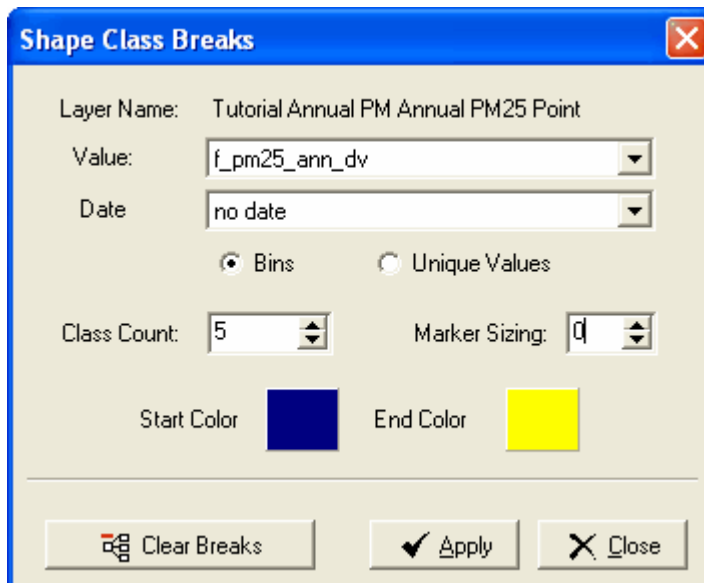 Shape Class Breaks
Layer Name: Tutorial Annual PM Annual PM25 Point
Value: f_pm25_ann_dv
Date no date
Bins Unique Values
Class Count: 5 Marker Sizing: 0
Start Color End Color
Clear Breaks Apply Close